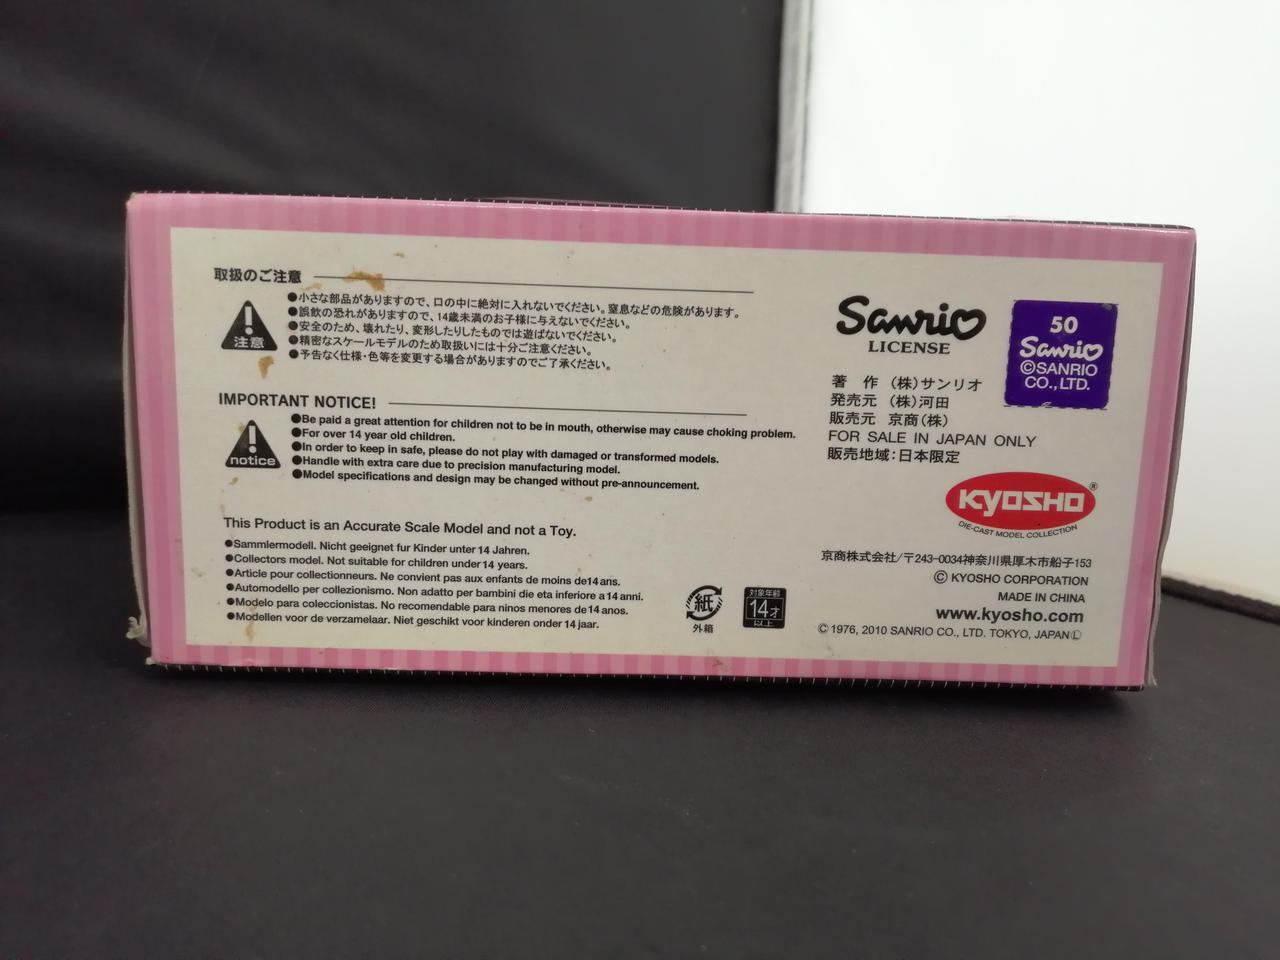 取扱のご注意
注意
●小さな部品がありますので、口の中に絶対に入れないでください。窒息などの危険があります。
●誤飲の恐れがありますので、14歳未満のお子様に与えないでください。
●安全のため、壊れたり、変形したりしたものでは遊ばないでください。
●精密なスケールモデルのため取扱いには十分ご注意ください。
●予告なく仕様・色等を変更する場合がありますのでご了承ください。
IMPORTANT NOTICE!
notice
●Be paid a great attention for children not to be in mouth, otherwise may cause choking problem.
●For over 14 year old children.
●In order to keep in safe, please do not play with damaged or transformed models.
●Handle with extra care due to precision manufacturing model.
●Model specifications and design may be changed without pre-announcement.
This Product is an Accurate Scale Model and not a Toy.
●Sammlermodell. Nicht geeignet fur Kinder unter 14 Jahren.
●Collectors model. Not suitable for children under 14 years.
●Article pour collectionneurs. Ne convient pas aux enfants de moins de14 ans.
●Automodello per collezionismo. Non adatto per bambini die eta inferiore a 14 anni.
●Modelo para coleccionistas. No recomendable para ninos menores de14 anos.
●Modellen voor de verzamelaar. Niet geschikt voor kinderen onder 14 jaar.
紙
外箱
対象年齢
14才
以上
Sanrio
LICENSE
50
Sanrio
©SANRIO
CO.,LTD.
著 作 (株)サンリオ
発売元 (株)河田
販売元 京商(株)
FOR SALE IN JAPAN ONLY
販売地域:日本限定
KYOSHO®
DIE-CAST MODEL COLLECTION
京商株式会社/〒243-0034神奈川県厚木市船子153
© KYOSHO CORPORATION
MADE IN CHINA
www.kyosho.com
© 1976, 2010 SANRIO CO., LTD. TOKYO, JAPAN Ⓛ